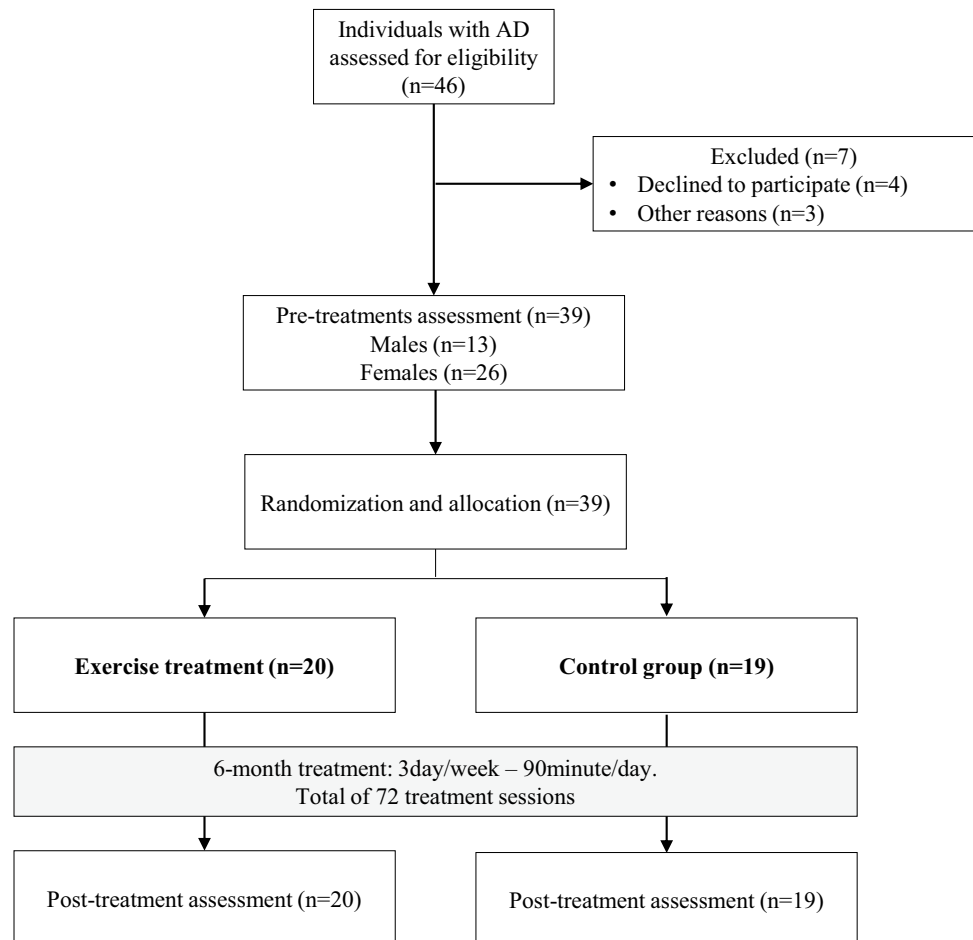 Individuals with AD
assessed for eligibility
(n=46)
Excluded (n=7)
• Declined to participate (n=4)
• Other reasons (n=3)
Pre-treatments assessment (n=39)
Males (n=13)
Females (n=26)
Randomization and allocation (n=39)
Exercise treatment (n=20)
Control group (n=19)
6-month treatment: 3day/week – 90minute/day.
Total of 72 treatment sessions
Post-treatment assessment (n=20)
Post-treatment assessment (n=19)